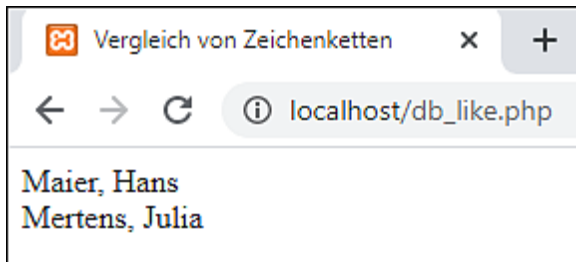 Vergleich von Zeichenketten
localhost/db_like.php
Maier, Hans
Mertens, Julia